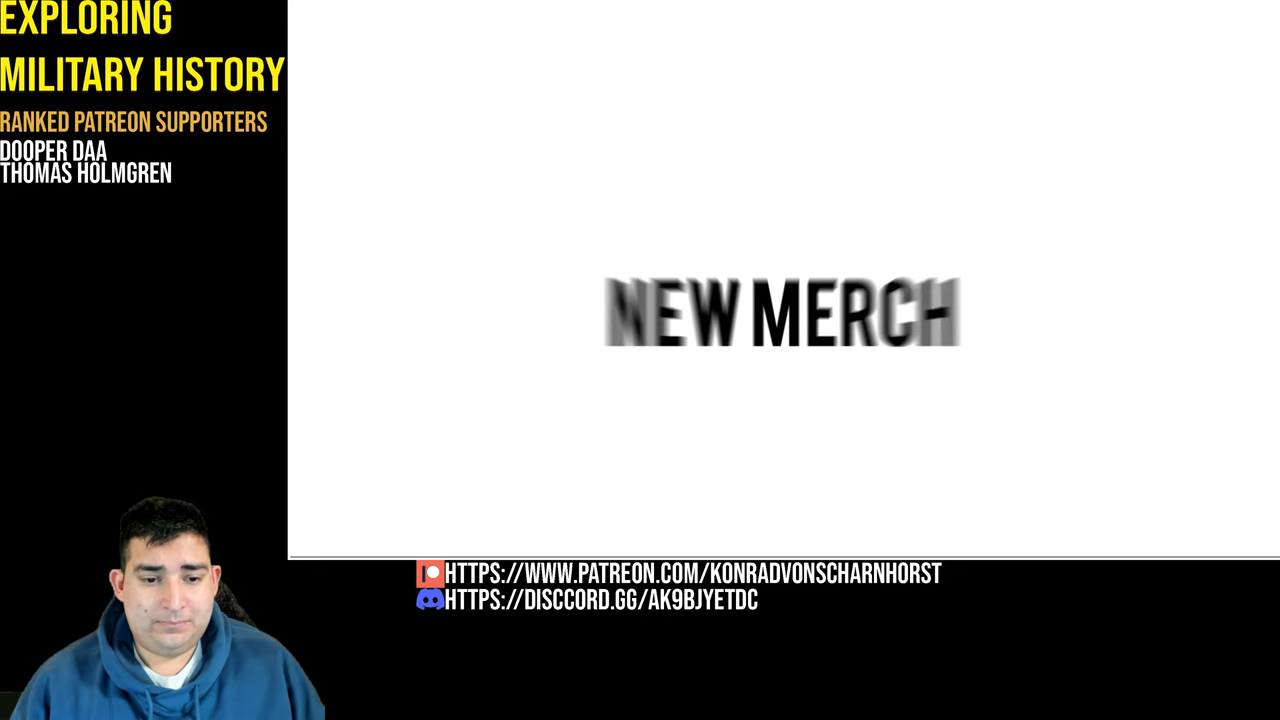 EXPLORING
MILITARY HISTORY
RANKED PATREON SUPPORTERS
DOOPER DAA
THOMAS HOLMGREN
NEW MERCH
HTTPS://WWW.PATREON.COM/KONRADVONSCHARNHORST
HTTPS://DISCCORD.GG/AK9BJYETDC